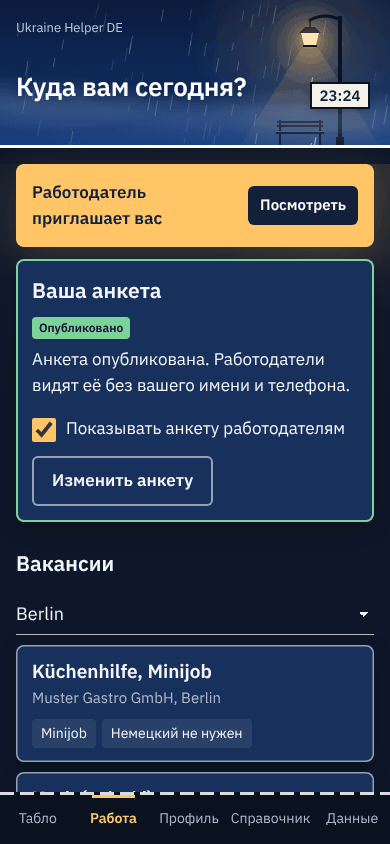 Ukraine Helper DE
Куда вам сегодня?
23:24
Работодатель
приглашает вас
Посмотреть
Ваша анкета
Опубликовано
Анкета опубликована. Работодатели
видят её без вашего имени и телефона.
Показывать анкету работодателям
Изменить анкету
Вакансии
Berlin
Küchenhilfe, Minijob
Muster Gastro GmbH, Berlin
Minijob
Немецкий не нужен
Табло
Работа
Профиль
Справочник
Данные